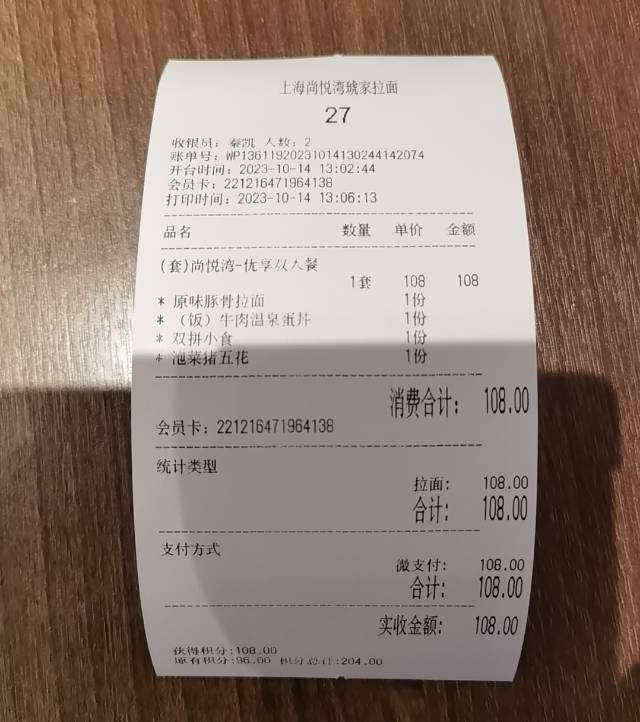 上海尚悦湾琥家拉面
27
收银员：秦凯 人数：2
账单号：WP13611920231014130244142074
开台时间：2023-10-14 13:02:44
会员卡：221216471964138
打印时间：2023-10-14 13:06:13
品名 数量 单价 金额
(套)尚悦湾-优享双人餐
1套 108 108
* 原味豚骨拉面 1份
* （饭）牛肉温泉蛋丼 1份
* 双拼小食 1份
* 泡菜猪五花 1份
消费合计： 108.00
会员卡：221216471964138
统计类型
拉面： 108.00
合计： 108.00
支付方式
微支付： 108.00
合计： 108.00
实收金额： 108.00
获得积分:108.00
原有积分:96.00 积分总计:204.00